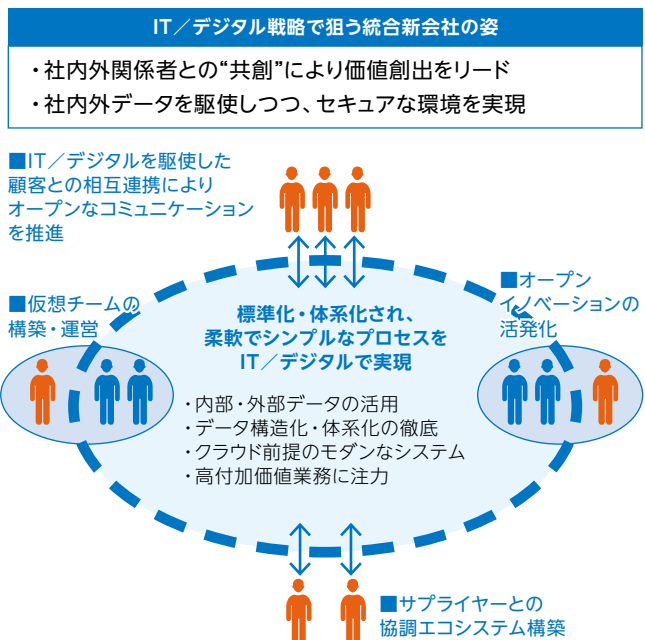 IT／デジタル戦略で狙う統合新会社の姿
・社内外関係者との“共創”により価値創出をリード
・社内外データを駆使しつつ、セキュアな環境を実現
■IT／デジタルを駆使した
顧客との相互連携により
オープンなコミュニケーション
を推進
■仮想チームの
構築・運営
■オープン
イノベーションの
活発化
標準化・体系化され、
柔軟でシンプルなプロセスを
IT／デジタルで実現
・内部・外部データの活用
・データ構造化・体系化の徹底
・クラウド前提のモダンなシステム
・高付加価値業務に注力
■サプライヤーとの
協調エコシステム構築